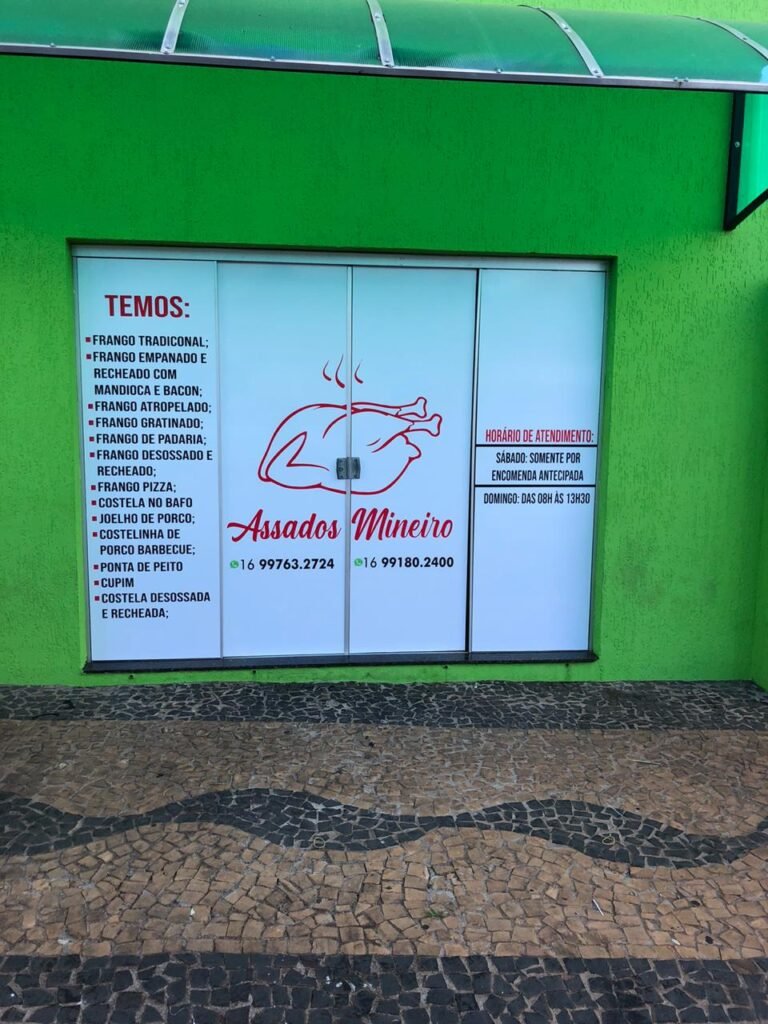 TEMOS:
FRANGO TRADICONAL;
FRANGO EMPANADO E
RECHEADO COM
MANDIOCA E BACON;
FRANGO ATROPELADO;
FRANGO GRATINADO;
FRANGO DE PADARIA;
FRANGO DESOSSADO E
RECHEADO;
FRANGO PIZZA;
COSTELA NO BAFO
JOELHO DE PORCO;
COSTELINHA DE
PORCO BARBECUE;
PONTA DE PEITO
CUPIM
COSTELA DESOSSADA
E RECHEADA;
Assados Mineiro
16 99763.2724
16 99180.2400
HORÁRIO DE ATENDIMENTO:
SÁBADO: SOMENTE POR
ENCOMENDA ANTECIPADA
DOMINGO: DAS 08H ÀS 13H30